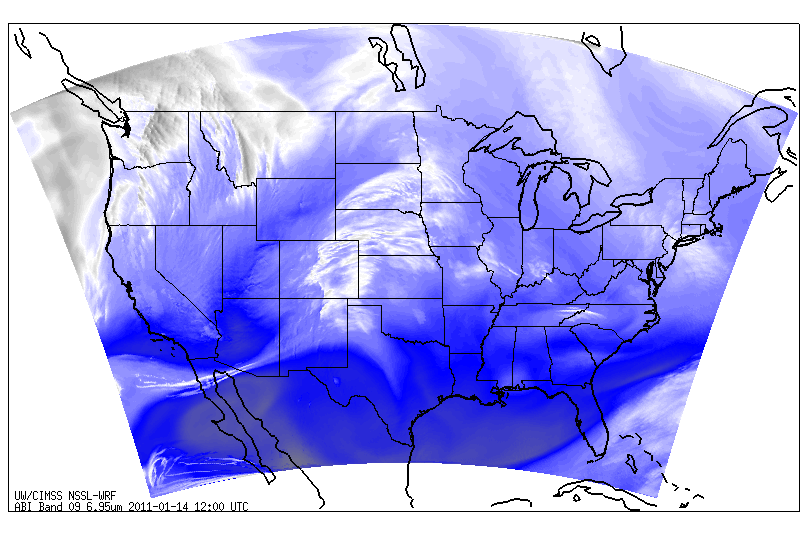 UW/CIMSS NSSL-WRF
ABI Band 09 6.95um 2011-01-14 12:00 UTC